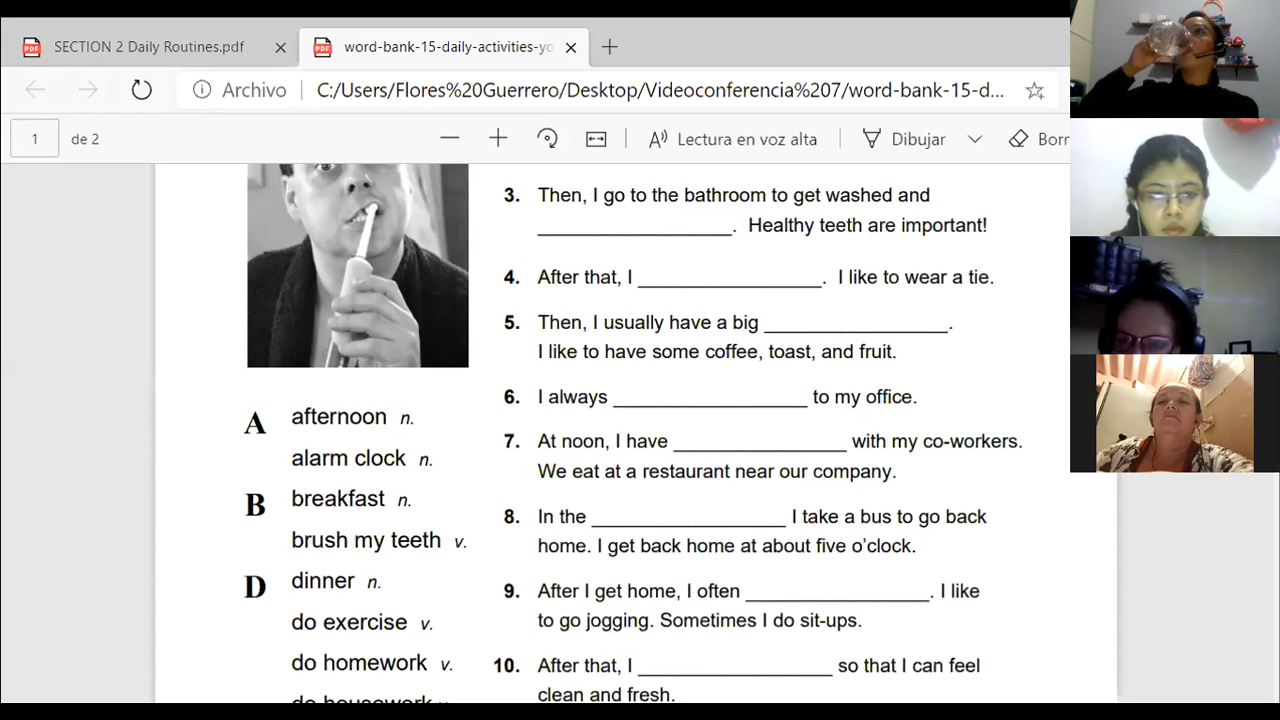 SECTION 2 Daily Routines.pdf
word-bank-15-daily-activities-yo
Archivo
C:/Users/Flores%20Guerrero/Desktop/Videoconferencia%207/word-bank-15-d...
1
de 2
Lectura en voz alta
Dibujar
Borr
3. Then, I go to the bathroom to get washed and
__________________. Healthy teeth are important!
4. After that, I _________________. I like to wear a tie.
5. Then, I usually have a big _________________.
I like to have some coffee, toast, and fruit.
6. I always __________________ to my office.
7. At noon, I have ________________ with my co-workers.
We eat at a restaurant near our company.
8. In the __________________ I take a bus to go back
home. I get back home at about five o’clock.
9. After I get home, I often _________________. I like
to go jogging. Sometimes I do sit-ups.
10. After that, I __________________ so that I can feel
clean and fresh.
A afternoon n.
alarm clock n.
B breakfast n.
brush my teeth v.
D dinner n.
do exercise v.
do homework v.
do housework v.